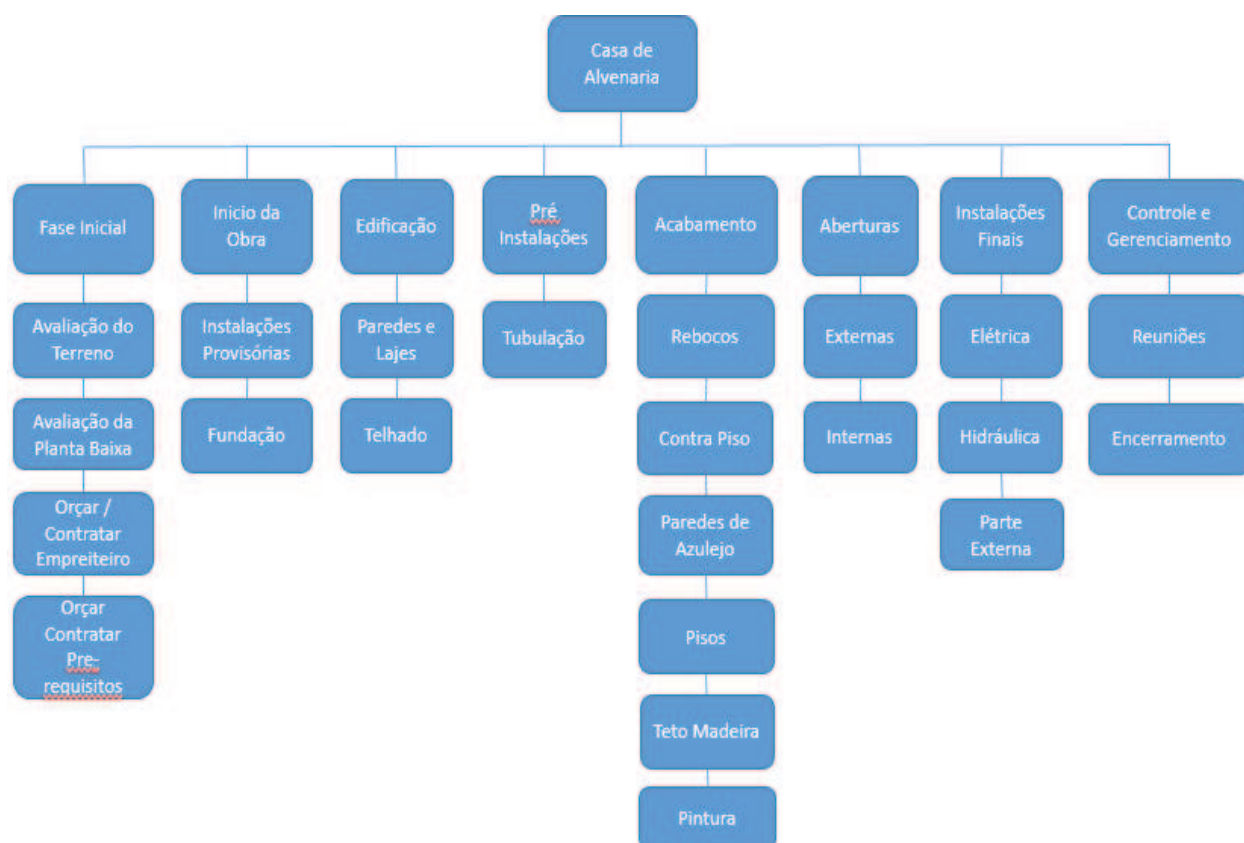 Casa de
Alvenaria
Fase Inicial
Inicio da
Obra
Edificação
Pré
Instalações
Acabamento
Aberturas
Instalações
Finais
Controle e
Gerenciamento
Avaliação do
Terreno
Instalações
Provisórias
Paredes e
Lajes
Tubulação
Rebocos
Externas
Elétrica
Reuniões
Avaliação da
Planta Baixa
Fundação
Telhado
Contra Piso
Internas
Hidráulica
Encerramento
Orçar /
Contratar
Empreiteiro
Paredes de
Azulejo
Parte
Externa
Orçar
Contratar
Pre-
requisitos
Pisos
Teto Madeira
Pintura